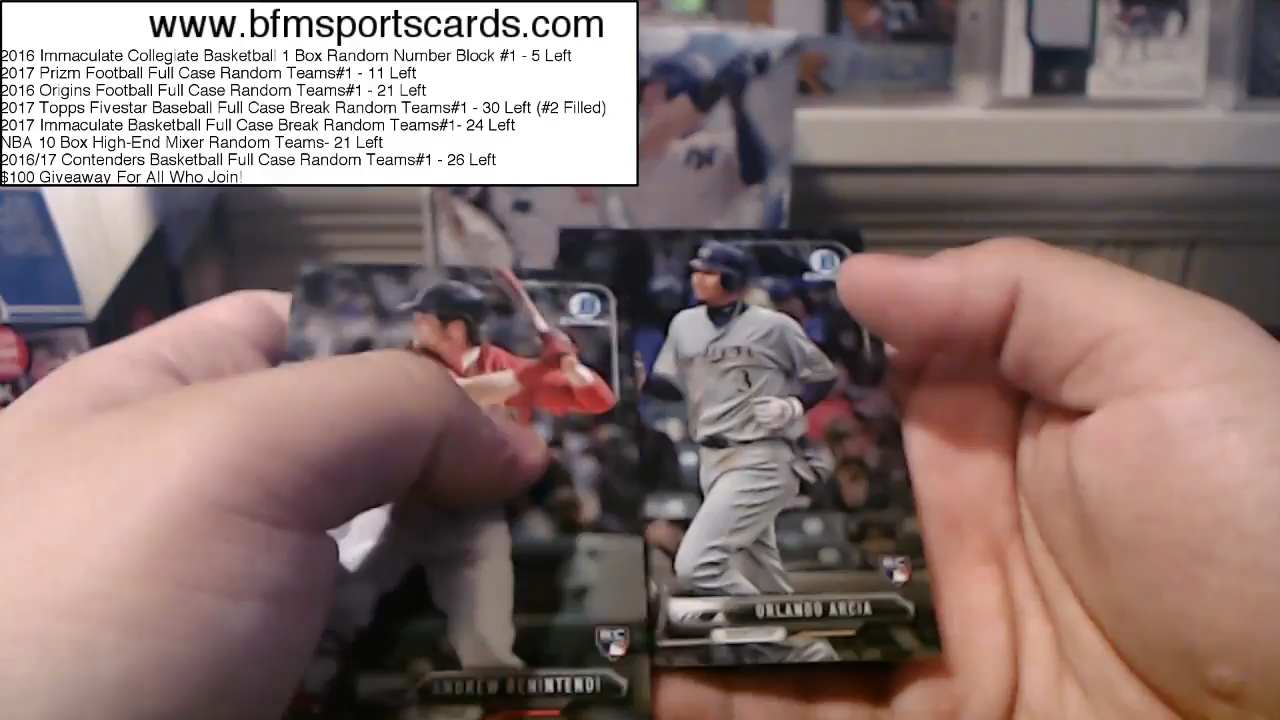 www.bfmsportscards.com
2016 Immaculate Collegiate Basketball 1 Box Random Number Block #1 - 5 Left
2017 Prizm Football Full Case Random Teams#1 - 11 Left
2016 Origins Football Full Case Random Teams#1 - 21 Left
2017 Topps Fivestar Baseball Full Case Break Random Teams#1 - 30 Left (#2 Filled)
2017 Immaculate Basketball Full Case Break Random Teams#1- 24 Left
NBA 10 Box High-End Mixer Random Teams- 21 Left
2016/17 Contenders Basketball Full Case Random Teams#1 - 26 Left
$100 Giveaway For All Who Join!
3
RC
ORLANDO ARCIA
RC
ANDREW BENINTENDI